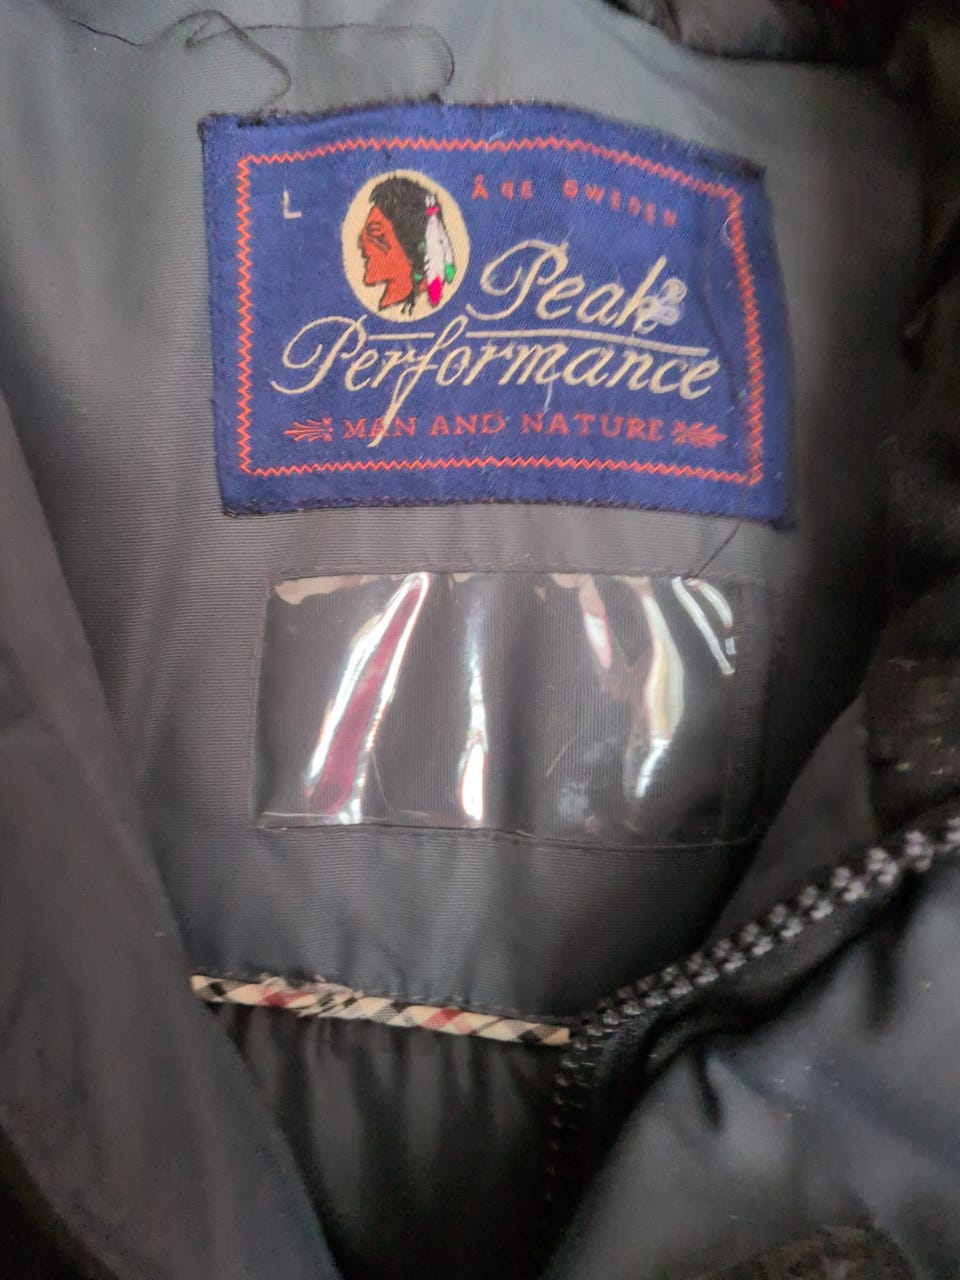 L
ÅRE SWEDEN
Peak
Performance
MAN AND NATURE